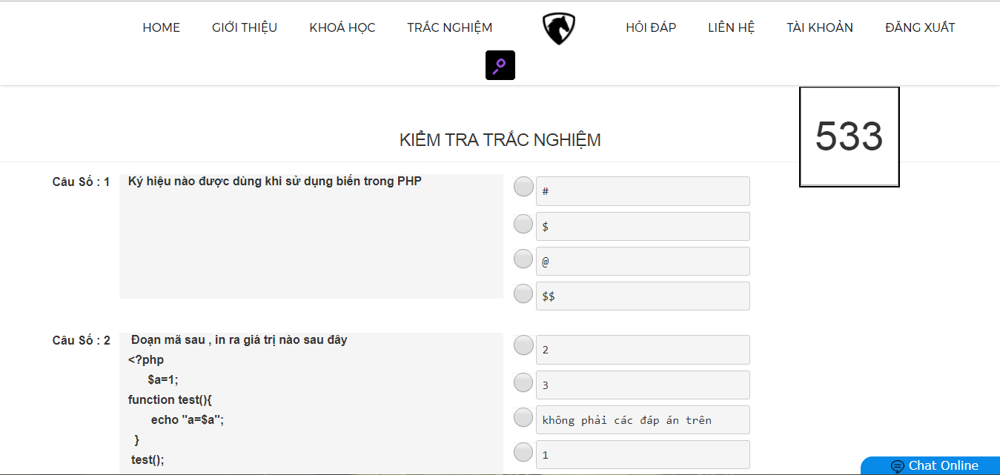 HOME GIỚI THIỆU KHOÁ HỌC TRẮC NGHIỆM HỎI ĐÁP LIÊN HỆ TÀI KHOẢN ĐĂNG XUẤT
533
KIỂM TRA TRẮC NGHIỆM
Câu Số : 1
Ký hiệu nào được dùng khi sử dụng biến trong PHP
#
$
@
$$
Câu Số : 2
Đoạn mã sau , in ra giá trị nào sau đây
<?php
$a=1;
function test(){
echo "a=$a";
}
test();
2
3
không phải các đáp án trên
1
Chat Online